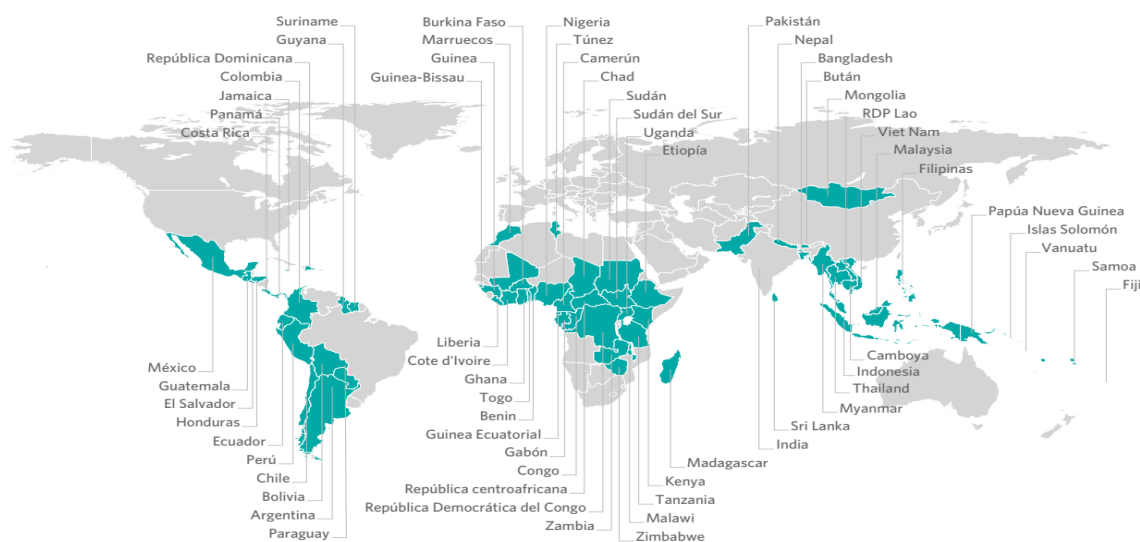 Suriname
Guyana
República Dominicana
Colombia
Jamaica
Panamá
Costa Rica
Burkina Faso
Marruecos
Guinea
Guinea-Bissau
Nigeria
Túnez
Camerún
Chad
Sudán
Sudán del Sur
Uganda
Etiopía
Pakistán
Nepal
Bangladesh
Bután
Mongolia
RDP Lao
Viet Nam
Malaysia
Filipinas
Papúa Nueva Guinea
Islas Solomón
Vanuatu
Samoa
Fiji
México
Guatemala
El Salvador
Honduras
Ecuador
Perú
Chile
Bolivia
Argentina
Paraguay
Liberia
Cote d'Ivoire
Ghana
Togo
Benin
Guinea Ecuatorial
Gabón
Congo
República centroafricana
República Democrática del Congo
Zambia
Madagascar
Kenya
Tanzania
Malawi
Zimbabwe
Camboya
Indonesia
Thailand
Myanmar
Sri Lanka
India